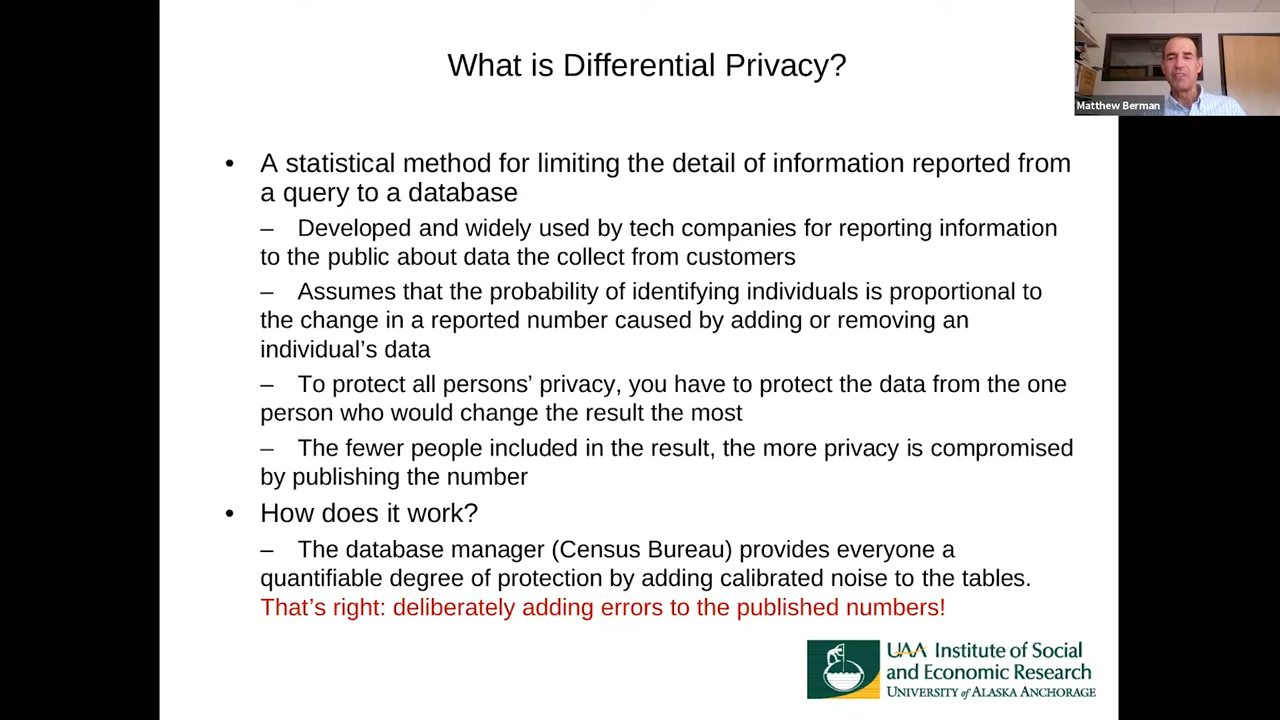 What is Differential Privacy?
Matthew Berman
• A statistical method for limiting the detail of information reported from
a query to a database
– Developed and widely used by tech companies for reporting information
to the public about data the collect from customers
– Assumes that the probability of identifying individuals is proportional to
the change in a reported number caused by adding or removing an
individual’s data
– To protect all persons’ privacy, you have to protect the data from the one
person who would change the result the most
– The fewer people included in the result, the more privacy is compromised
by publishing the number
• How does it work?
– The database manager (Census Bureau) provides everyone a
quantifiable degree of protection by adding calibrated noise to the tables.
That’s right: deliberately adding errors to the published numbers!
UAA Institute of Social
and Economic Research
UNIVERSITY of ALASKA ANCHORAGE